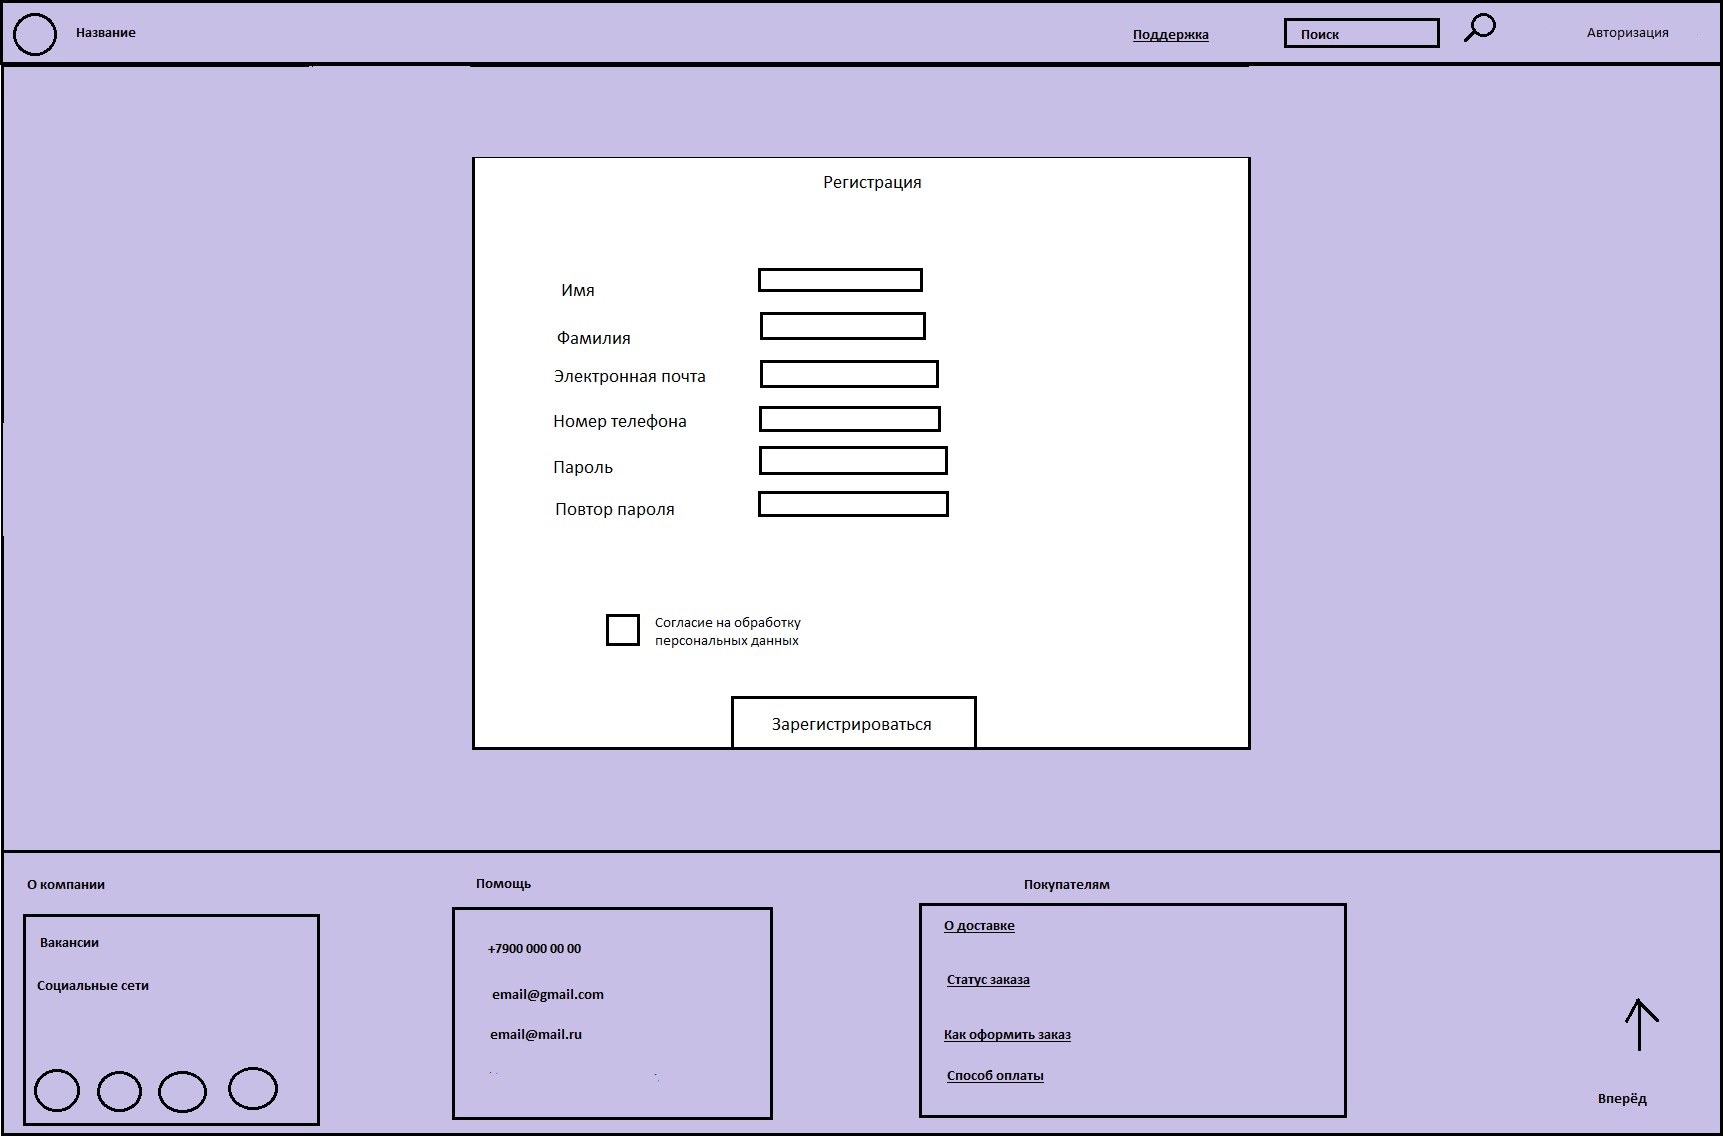 Название
Поддержка
Поиск
Авторизация
Регистрация
Имя
Фамилия
Электронная почта
Номер телефона
Пароль
Повтор пароля
Согласие на обработку
персональных данных
Зарегистрироваться
О компании
Вакансии
Социальные сети
Помощь
+7900 000 00 00
email@gmail.com
email@mail.ru
Покупателям
О доставке
Статус заказа
Как оформить заказ
Способ оплаты
Вперёд